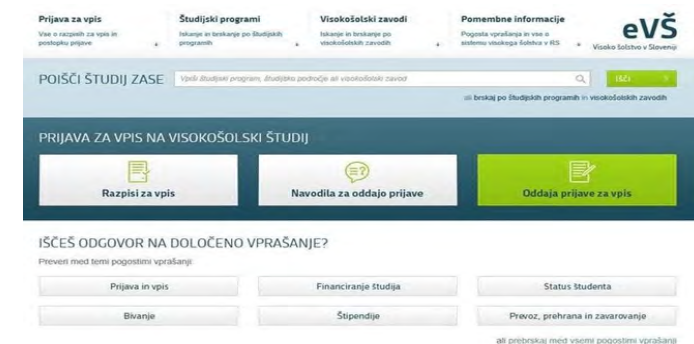 Prijava za vpis
Vse o razpisih za vpis in
postopku prijave
Študijski programi
Iskanje in brskanje po študijskih
programih
Visokošolski zavodi
Iskanje in brskanje po
visokošolskih zavodih
Pomembne informacije
Pogosta vprašanja in vse o
sistemu visokega šolstva v RS
eVŠ
Visoko šolstvo v Sloveniji
POIŠČI ŠTUDIJ ZASE
Vpiši študijski program, študijsko področje ali visokošolski zavod
IŠČI
ali brskaj po študijskih programih in visokošolskih zavodih
PRIJAVA ZA VPIS NA VISOKOŠOLSKI ŠTUDIJ
Razpisi za vpis
Navodila za oddajo prijave
Oddaja prijave za vpis
IŠČEŠ ODGOVOR NA DOLOČENO VPRAŠANJE?
Preveri med temi pogostimi vprašanji:
Prijava in vpis
Financiranje študija
Status študenta
Bivanje
Štipendije
Prevoz, prehrana in zavarovanje
ali prebrskaj med vsemi pogostimi vprašanji